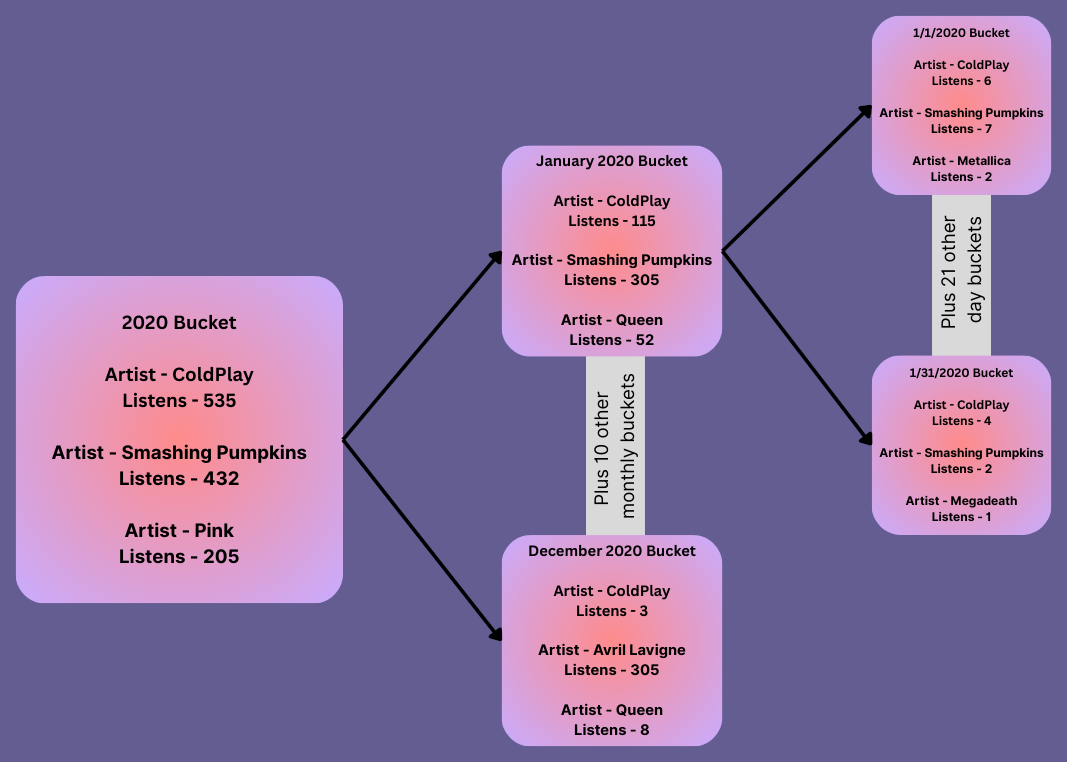 2020 Bucket
Artist - ColdPlay
Listens - 535
Artist - Smashing Pumpkins
Listens - 432
Artist - Pink
Listens - 205
January 2020 Bucket
Artist - ColdPlay
Listens - 115
Artist - Smashing Pumpkins
Listens - 305
Artist - Queen
Listens - 52
Plus 10 other
monthly buckets
December 2020 Bucket
Artist - ColdPlay
Listens - 3
Artist - Avril Lavigne
Listens - 305
Artist - Queen
Listens - 8
1/1/2020 Bucket
Artist - ColdPlay
Listens - 6
Artist - Smashing Pumpkins
Listens - 7
Artist - Metallica
Listens - 2
Plus 21 other
day buckets
1/31/2020 Bucket
Artist - ColdPlay
Listens - 4
Artist - Smashing Pumpkins
Listens - 2
Artist - Megadeath
Listens - 1